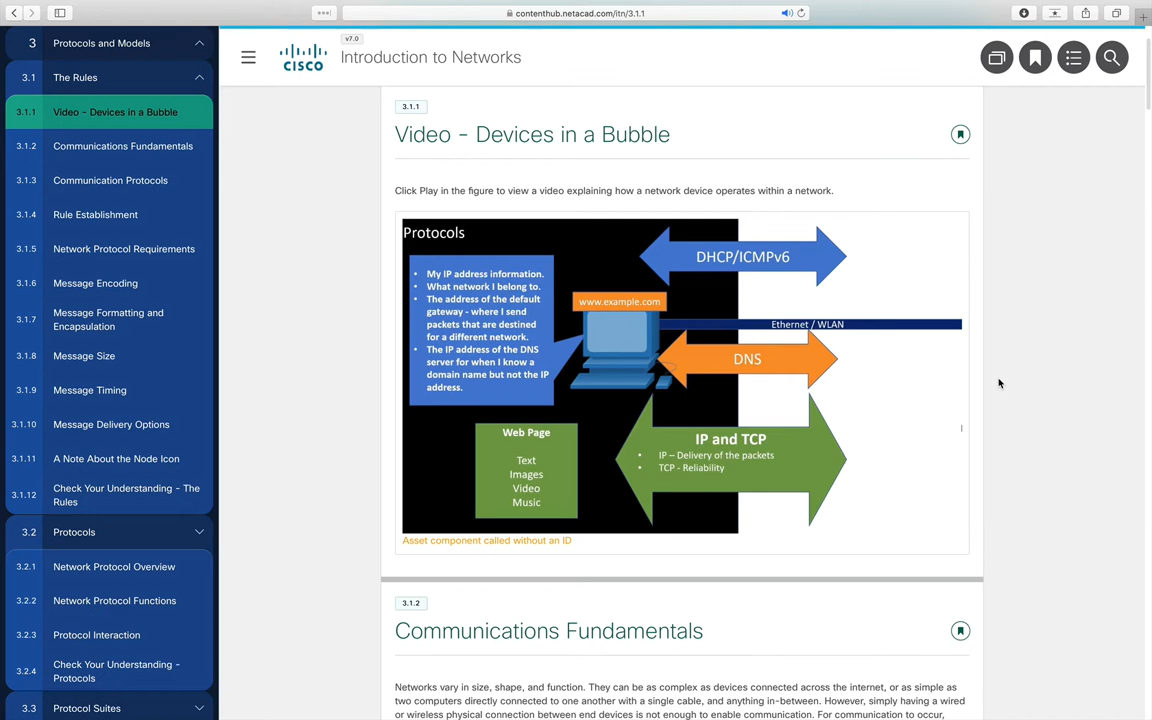 contenthub.netacad.com/itn/3.1.1
3 Protocols and Models
3.1 The Rules
3.1.1 Video - Devices in a Bubble
3.1.2 Communications Fundamentals
3.1.3 Communication Protocols
3.1.4 Rule Establishment
3.1.5 Network Protocol Requirements
3.1.6 Message Encoding
3.1.7 Message Formatting and
Encapsulation
3.1.8 Message Size
3.1.9 Message Timing
3.1.10 Message Delivery Options
3.1.11 A Note About the Node Icon
3.1.12 Check Your Understanding - The
Rules
3.2 Protocols
3.2.1 Network Protocol Overview
3.2.2 Network Protocol Functions
3.2.3 Protocol Interaction
3.2.4 Check Your Understanding -
Protocols
3.3 Protocol Suites
v7.0
CISCO
Introduction to Networks
3.1.1
Video - Devices in a Bubble
Click Play in the figure to view a video explaining how a network device operates within a network.
Protocols
• My IP address information.
• What network I belong to.
• The address of the default
gateway - where I send
packets that are destined
for a different network.
• The IP address of the DNS
server for when I know a
domain name but not the IP
address.
www.example.com
DHCP/ICMPv6
Ethernet / WLAN
DNS
Web Page
Text
Images
Video
Music
IP and TCP
• IP – Delivery of the packets
• TCP - Reliability
Asset component called without an ID
3.1.2
Communications Fundamentals
Networks vary in size, shape, and function. They can be as complex as devices connected across the internet, or as simple as
two computers directly connected to one another with a single cable, and anything in-between. However, simply having a wired
or wireless physical connection between end devices is not enough to enable communication. For communication to occur,